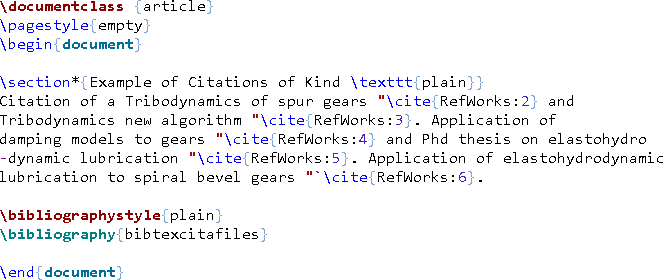 \documentclass {article}
\pagestyle{empty}
\begin{document}
\section*{Example of Citations of Kind \texttt{plain}}
Citation of a Tribodynamics of spur gears "\cite{RefWorks:2} and
Tribodynamics new algorithm "\cite{RefWorks:3}. Application of
damping models to gears "\cite{RefWorks:4} and Phd thesis on elastohydro
-dynamic lubrication "\cite{RefWorks:5}. Application of elastohydrodynamic
lubrication to spiral bevel gears "`\cite{RefWorks:6}.
\bibliographystyle{plain}
\bibliography{bibtexcitafiles}
\end{document}